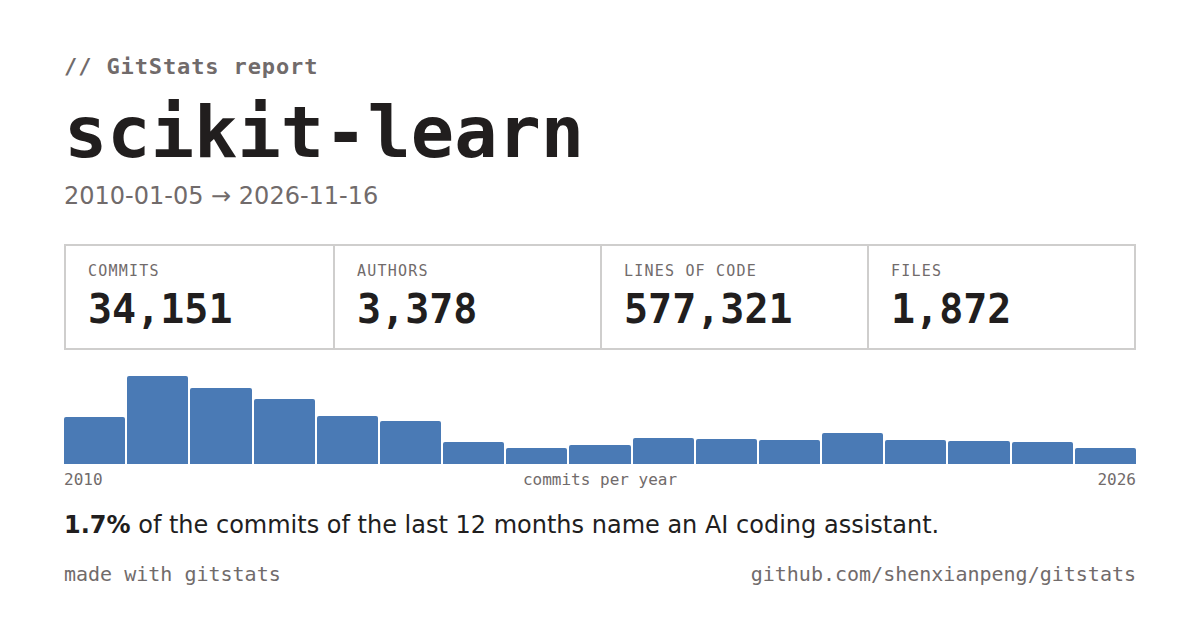 // GitStats report
scikit-learn
2010-01-05 → 2026-11-16
COMMITS AUTHORS LINES OF CODE FILES
34,151 3,378 577,321 1,872
2010 commits per year 2026
1.7% of the commits of the last 12 months name an AI coding assistant.
made with gitstats github.com/shenxianpeng/gitstats